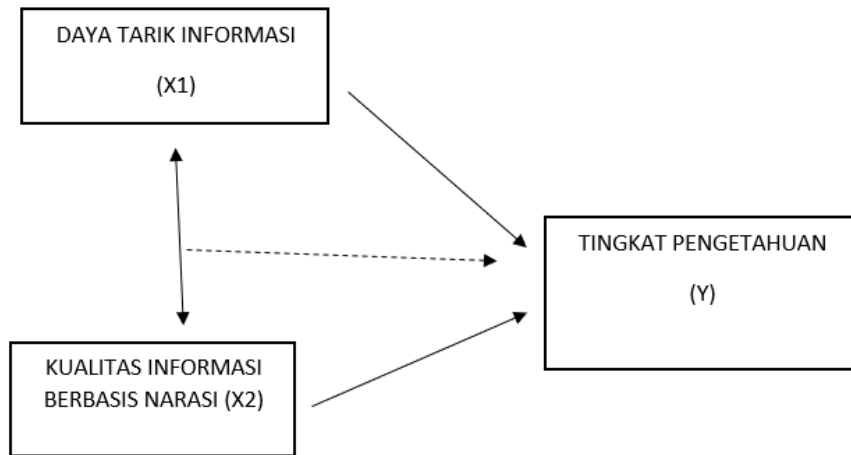 DAYA TARIK INFORMASI
(X1)
TINGKAT PENGETAHUAN
(Y)
KUALITAS INFORMASI
BERBASIS NARASI (X2)